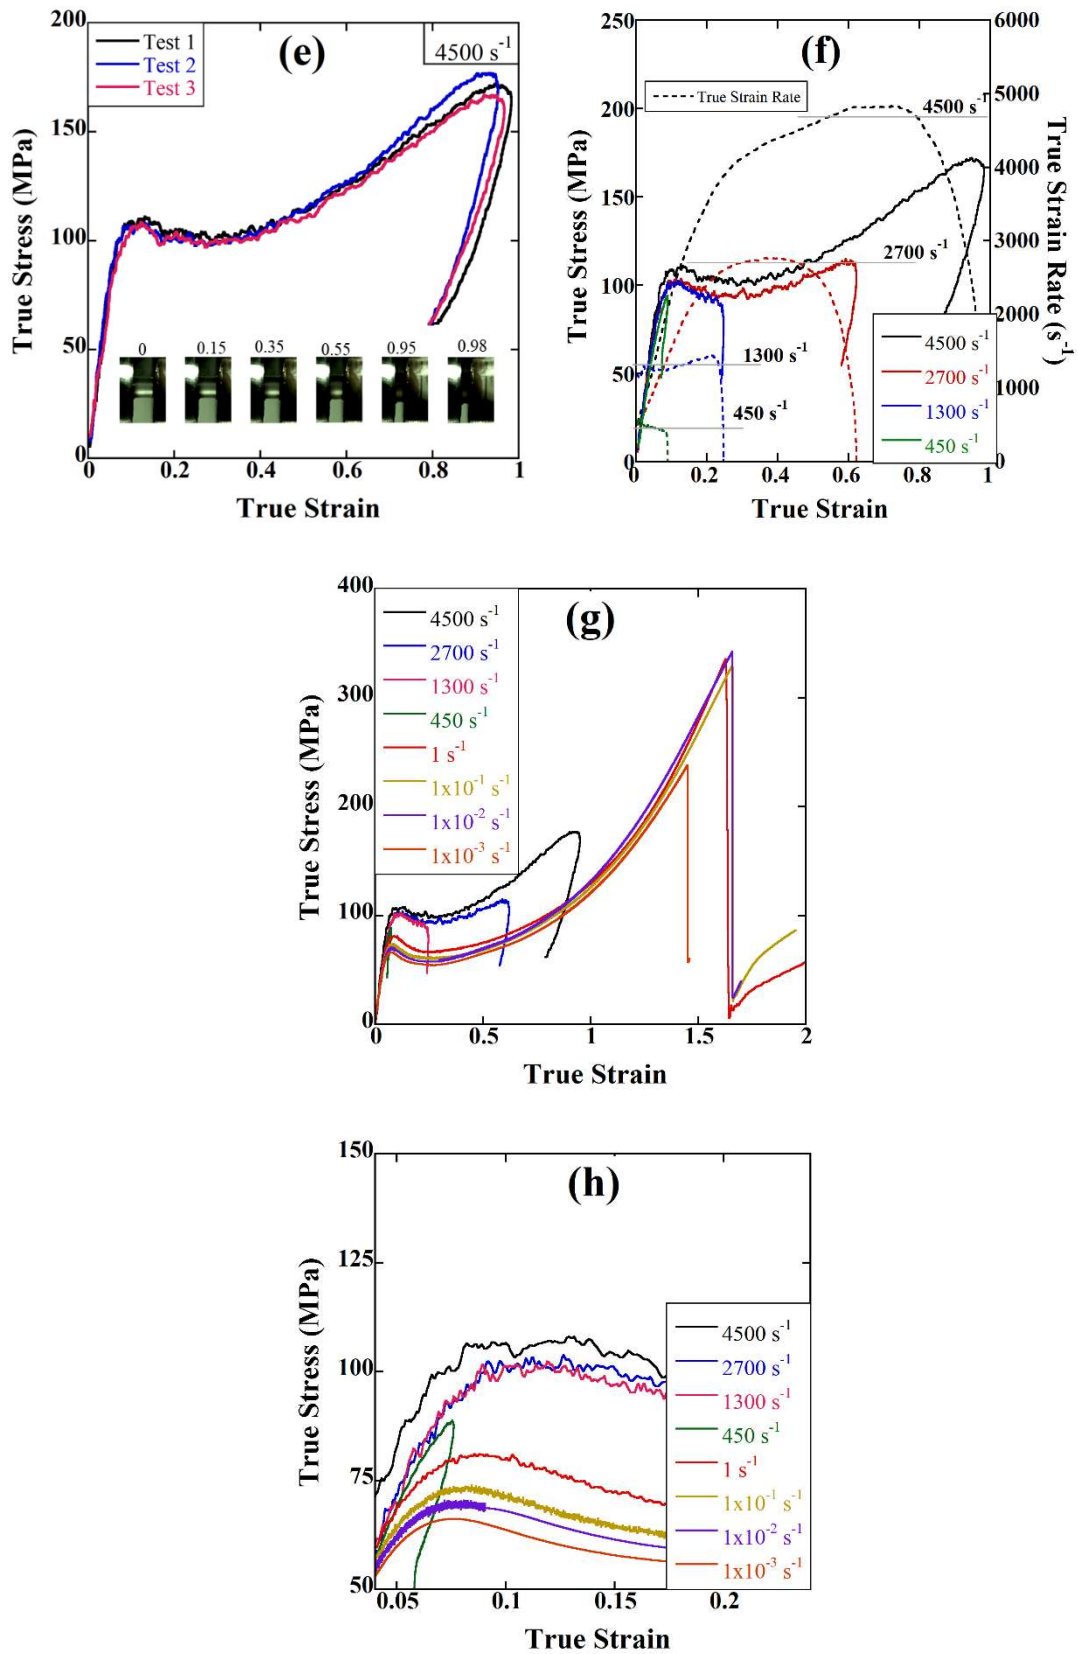 (e)
Test 1
Test 2
Test 3
4500 s-1
200
150
100
50
0
True Stress (MPa)
0 0.15 0.35 0.55 0.95 0.98
0 0.2 0.4 0.6 0.8 1
True Strain
(f)
True Strain Rate
4500 s-1
2700 s-1
1300 s-1
450 s-1
250
200
150
100
50
0
True Stress (MPa)
6000
5000
4000
3000
2000
1000
0
True Strain Rate (s-1)
4500 s-1
2700 s-1
1300 s-1
450 s-1
0 0.2 0.4 0.6 0.8 1
True Strain
(g)
4500 s-1
2700 s-1
1300 s-1
450 s-1
1 s-1
1x10-1 s-1
1x10-2 s-1
1x10-3 s-1
400
300
200
100
0
True Stress (MPa)
0 0.5 1 1.5 2
True Strain
(h)
150
125
100
75
50
True Stress (MPa)
4500 s-1
2700 s-1
1300 s-1
450 s-1
1 s-1
1x10-1 s-1
1x10-2 s-1
1x10-3 s-1
0.05 0.1 0.15 0.2
True Strain